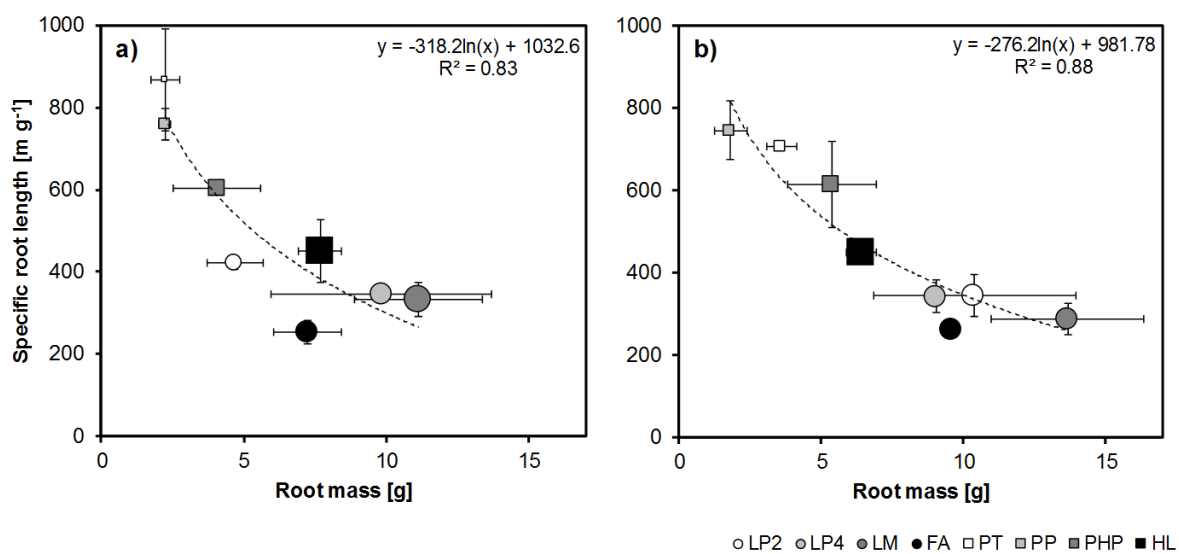 a)
y = -318.2ln(x) + 1032.6
R² = 0.83
1000
800
600
400
200
0
Specific root length [m g⁻¹]
0 5 10 15
Root mass [g]
b)
y = -276.2ln(x) + 981.78
R² = 0.88
1000
800
600
400
200
0
0 5 10 15
Root mass [g]
LP2 LP4 LM FA PT PP PHP HL